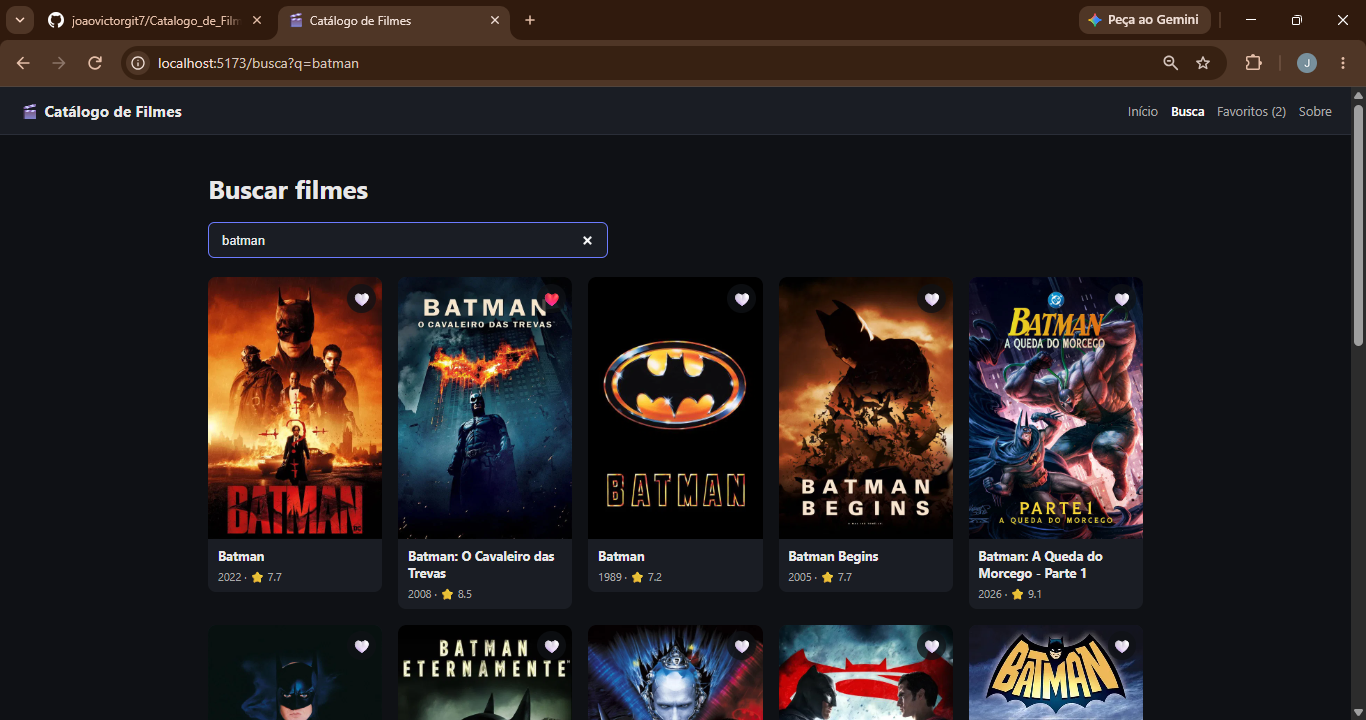 joaovictorgit7/Catalogo_de_Film
Catálogo de Filmes
Peça ao Gemini
localhost:5173/busca?q=batman
J
Catálogo de Filmes
Início Busca Favoritos (2) Sobre
Buscar filmes
batman
BATMAN
DC
BATMAN
O CAVALEIRO DAS TREVAS
BATMAN
BATMAN
BEGINS
DC
BATMAN
A QUEDA DO MORCEGO
PARTE 1
A QUEDA DO MORCEGO
Batman
2022 · ⭐ 7.7
Batman: O Cavaleiro das
Trevas
2008 · ⭐ 8.5
Batman
1989 · ⭐ 7.2
Batman Begins
2005 · ⭐ 7.7
Batman: A Queda do
Morcego - Parte 1
2026 · ⭐ 9.1
BATMAN
ETERNAMENTE
BATMAN